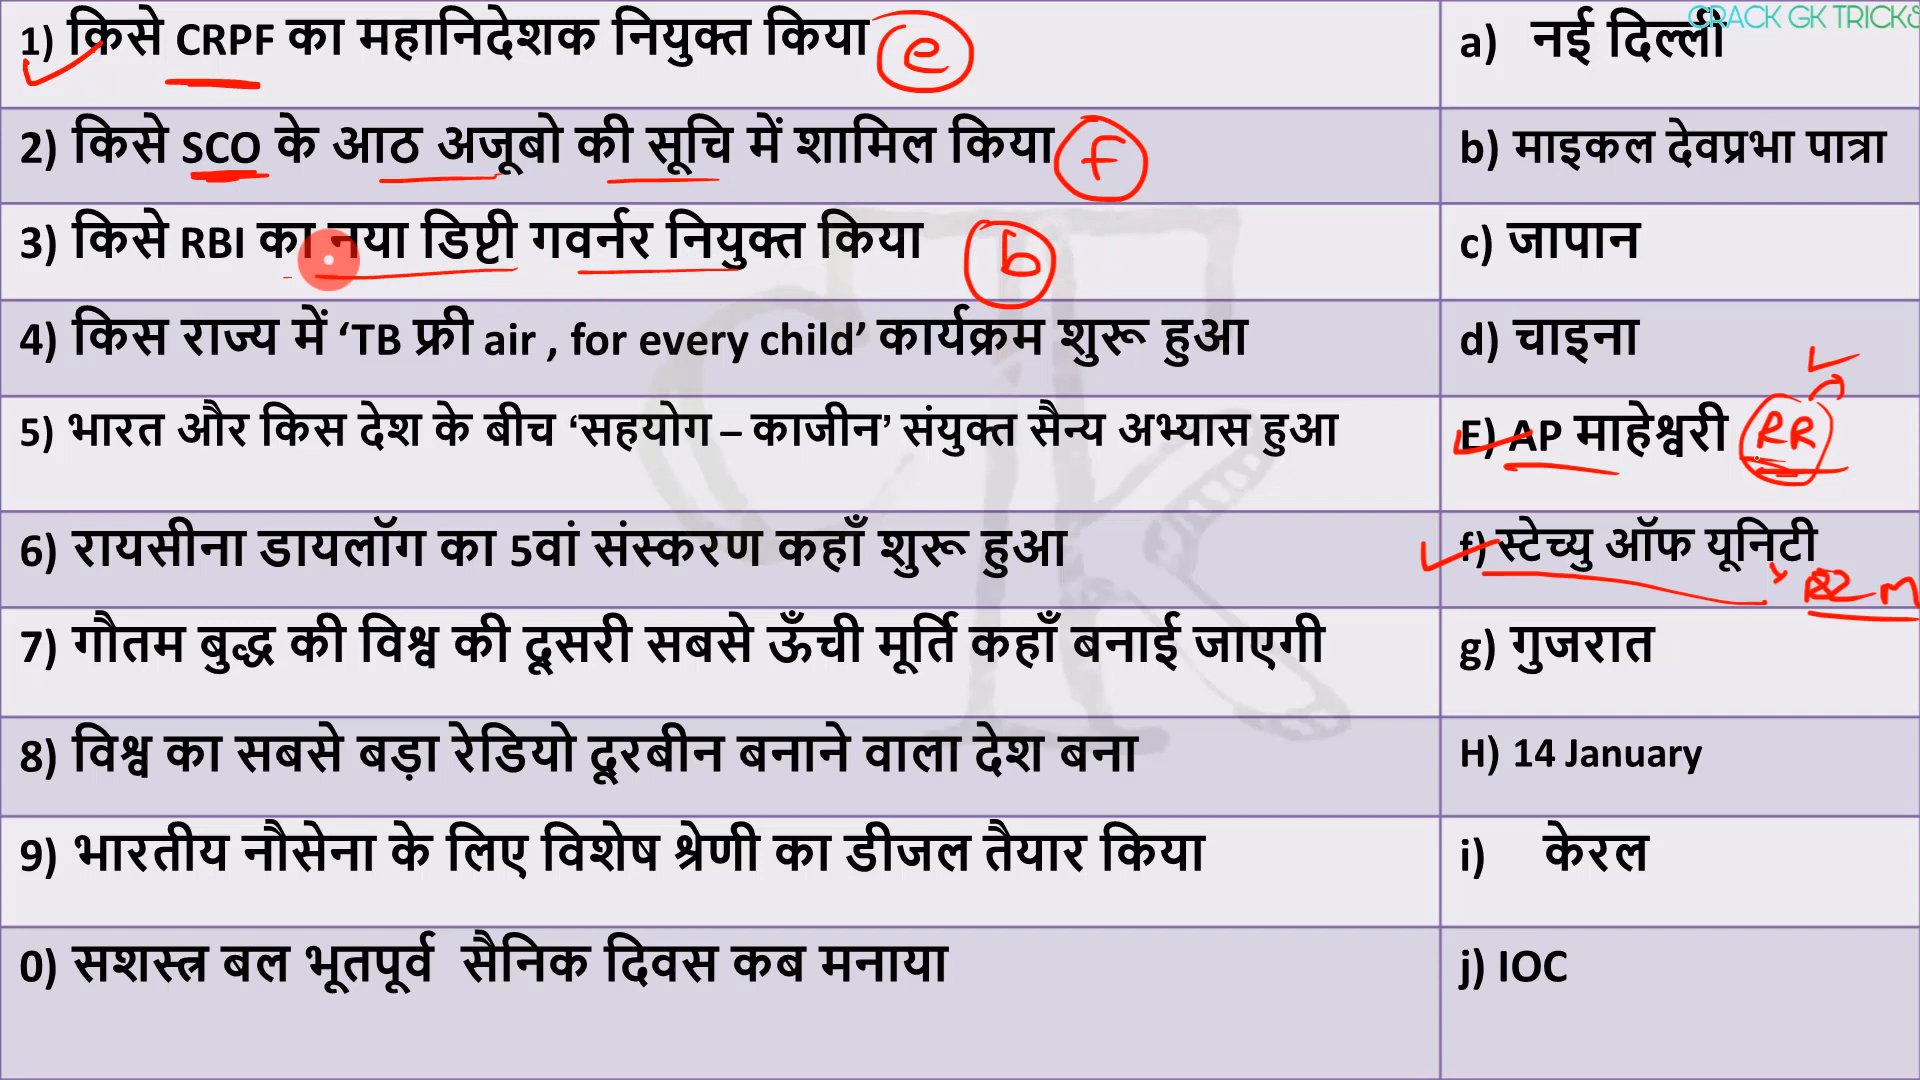 CRACK GK TRICKS
1) किसे CRPF का महानिदेशक नियुक्त किया e
a) नई दिल्ली
2) किसे SCO के आठ अजूबो की सूचि में शामिल किया f
b) माइकल देवप्रभा पात्रा
3) किसे RBI का नया डिप्टी गवर्नर नियुक्त किया b
c) जापान
4) किस राज्य में ‘TB फ्री air , for every child’ कार्यक्रम शुरू हुआ
d) चाइना
5) भारत और किस देश के बीच ‘सहयोग – काजीन’ संयुक्त सैन्य अभ्यास हुआ
E) AP माहेश्वरी RR
6) रायसीना डायलॉग का 5वां संस्करण कहाँ शुरू हुआ
f) स्टेच्यु ऑफ यूनिटी
7) गौतम बुद्ध की विश्व की दूसरी सबसे ऊँची मूर्ति कहाँ बनाई जाएगी
g) गुजरात
8) विश्व का सबसे बड़ा रेडियो दूरबीन बनाने वाला देश बना
H) 14 January
9) भारतीय नौसेना के लिए विशेष श्रेणी का डीजल तैयार किया
i) केरल
0) सशस्त्र बल भूतपूर्व सैनिक दिवस कब मनाया
j) IOC